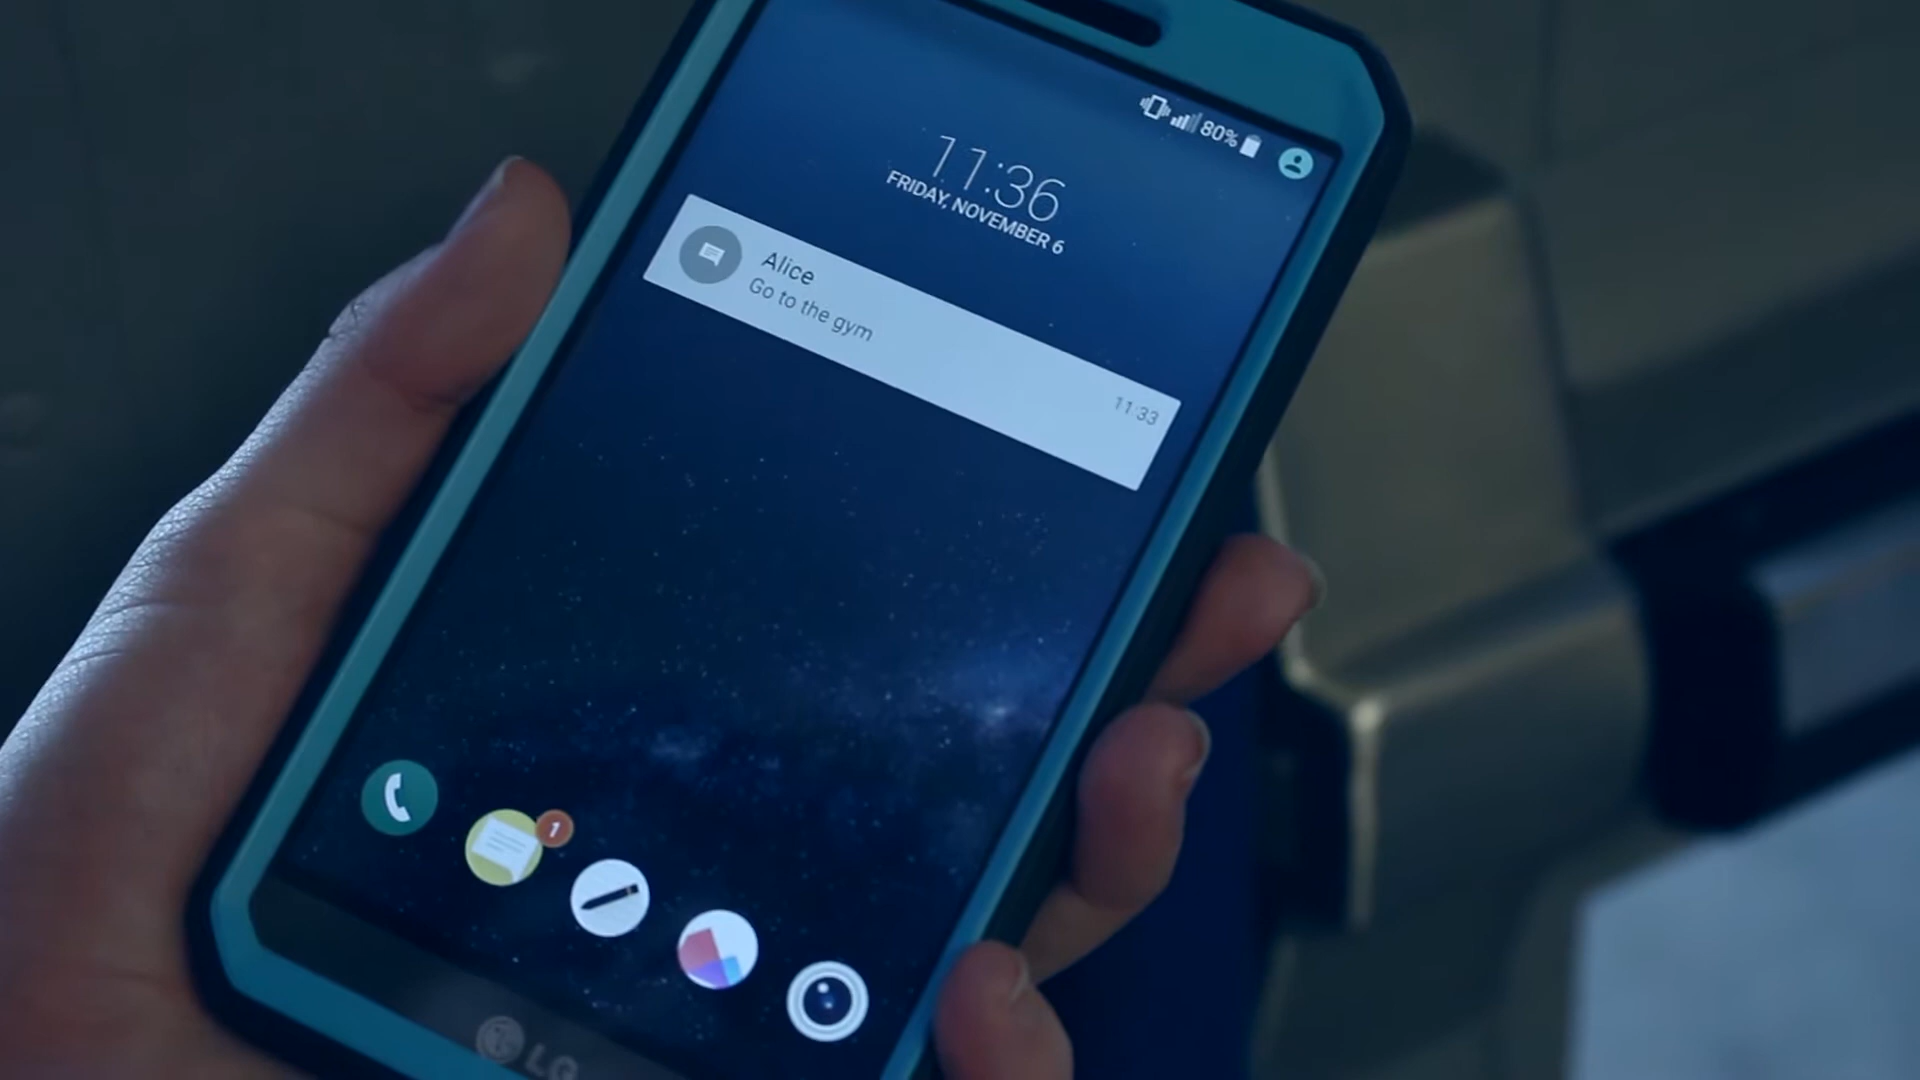 80%
11:36
FRIDAY, NOVEMBER 6
Alice
Go to the gym
11:33
1
LG